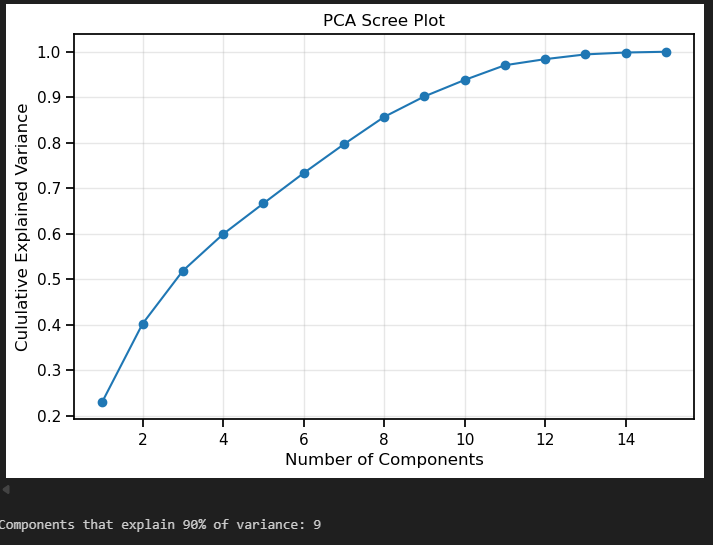 PCA Scree Plot
1.0
0.9
0.8
0.7
0.6
0.5
0.4
0.3
0.2
Cululative Explained Variance
2 4 6 8 10 12 14
Number of Components
Components that explain 90% of variance: 9